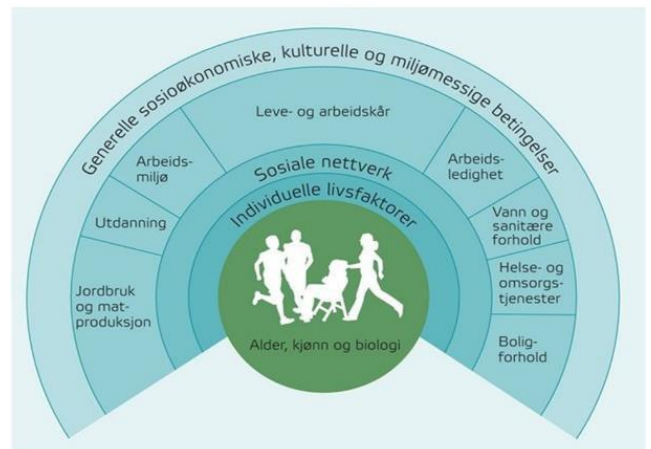 Generelle sosioøkonomiske, kulturelle og miljømessige betingelser
Leve- og arbeidskår
Arbeids-
miljø
Utdanning
Jordbruk
og mat-
produksjon
Arbeids-
ledighet
Vann og
sanitære
forhold
Helse- og
omsorgs-
tjenester
Bolig-
forhold
Sosiale nettverk
Individuelle livsfaktorer
Alder, kjønn og biologi